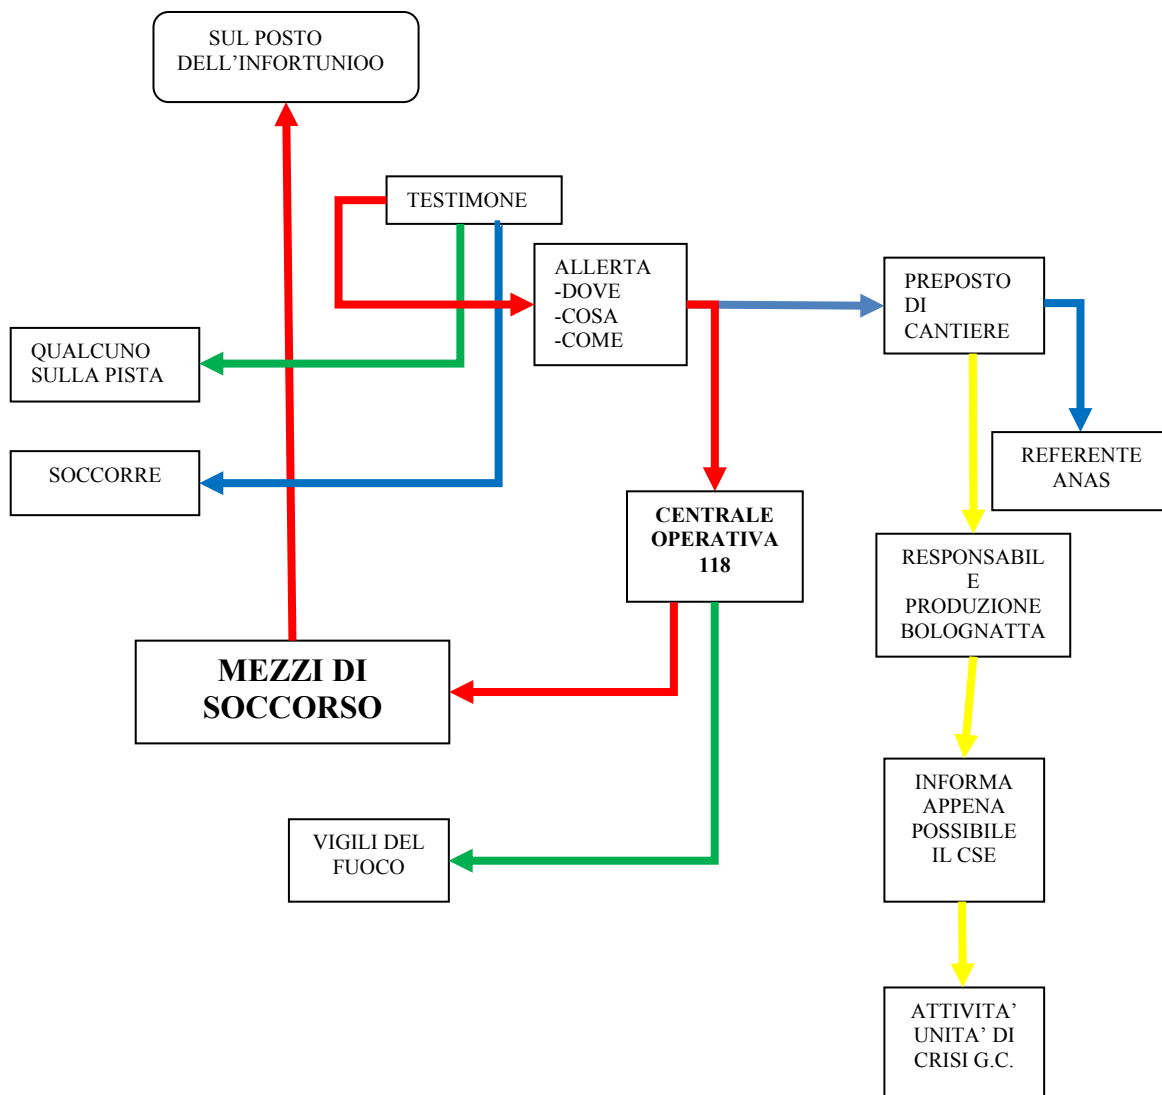 SUL POSTO
DELL’INFORTUNIOO
TESTIMONE
ALLERTA
-DOVE
-COSA
-COME
PREPOSTO
DI
CANTIERE
QUALCUNO
SULLA PISTA
SOCCORRE
REFERENTE
ANAS
CENTRALE
OPERATIVA
118
RESPONSABIL
E
PRODUZIONE
BOLOGNATTA
MEZZI DI
SOCCORSO
INFORMA
APPENA
POSSIBILE
IL CSE
VIGILI DEL
FUOCO
ATTIVITA’
UNITA’ DI
CRISI G.C.